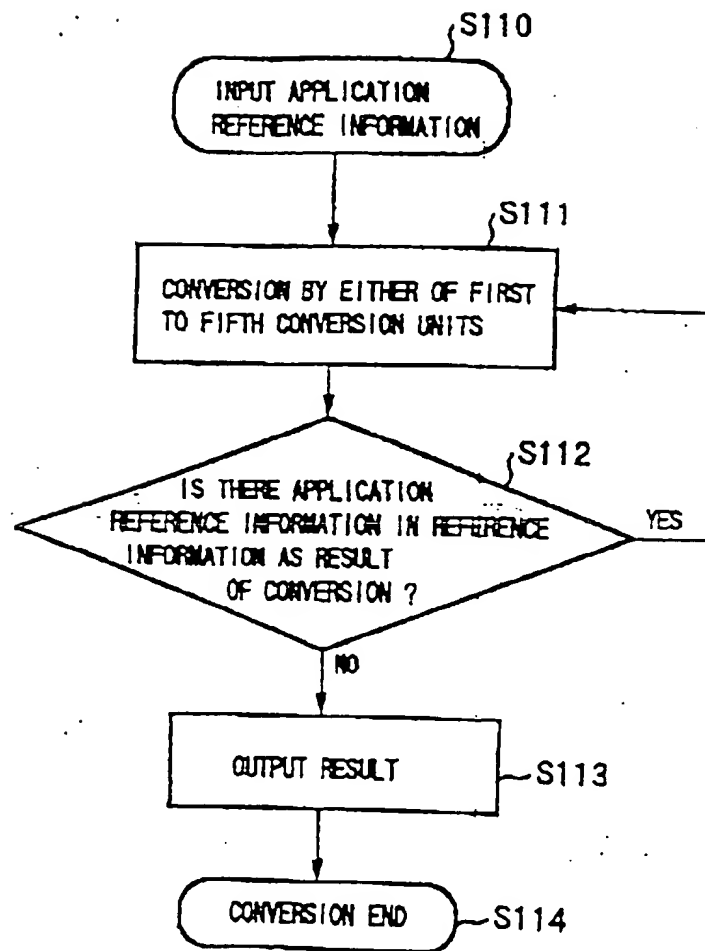 S110
INPUT APPLICATION
REFERENCE INFORMATION
S111
CONVERSION BY EITHER OF FIRST
TO FIFTH CONVERSION UNITS
S112
IS THERE APPLICATION
REFERENCE INFORMATION IN REFERENCE
INFORMATION AS RESULT
OF CONVERSION ?
YES
NO
OUTPUT RESULT
S113
CONVERSION END
S114